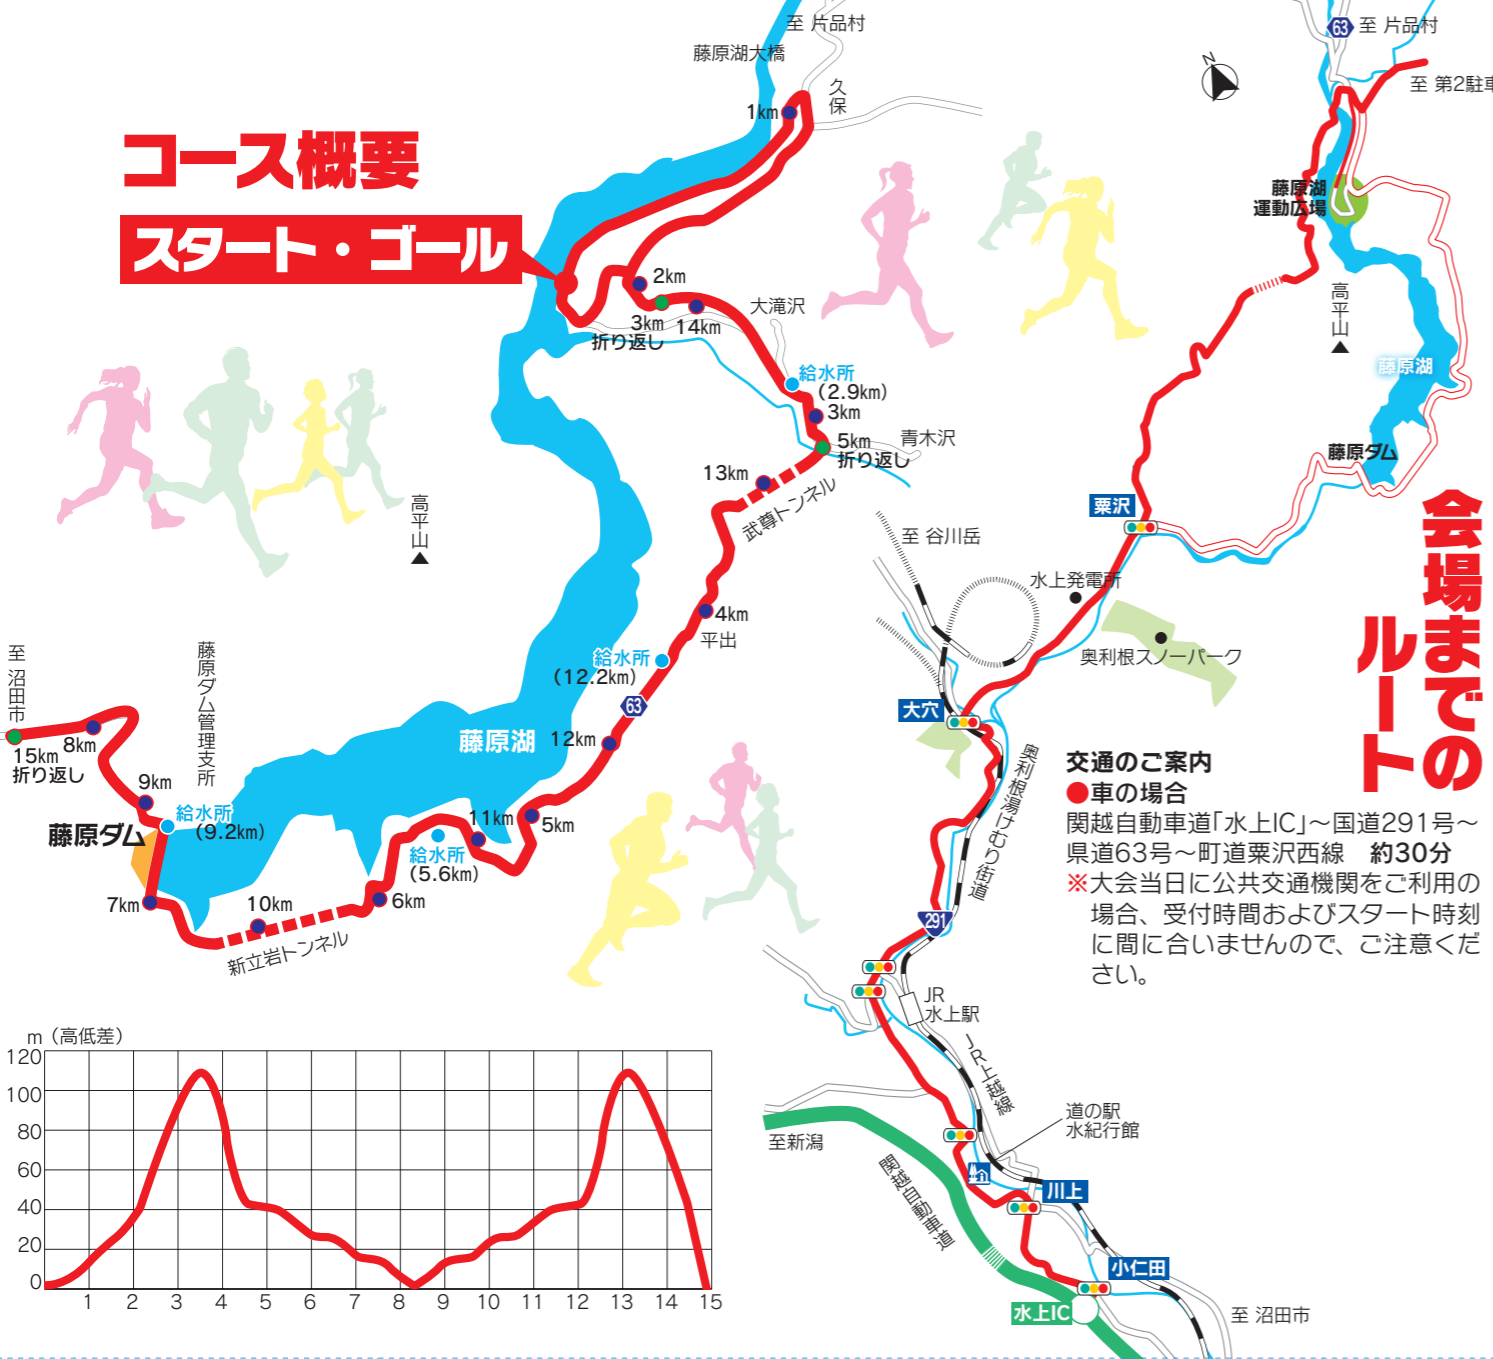 コース概要
スタート・ゴール
至 片品村
藤原湖大橋
久保
1km
2km
3km
折り返し
14km
大滝沢
給水所
(2.9km)
3km
5km
折り返し
青木沢
13km
武尊トンネル
高平山
4km
平出
給水所
(12.2km)
63
12km
藤原湖
至 沼田市
藤原ダム管理支所
15km
折り返し
8km
9km
給水所
(9.2km)
藤原ダム
7km
10km
新立岩トンネル
6km
給水所
(5.6km)
11km
5km
m（高低差）
120
100
80
60
40
20
0
1 2 3 4 5 6 7 8 9 10 11 12 13 14 15
会場までの
ルート
N
63
至 片品村
至 第2駐車
藤原湖
運動広場
高平山
藤原湖
藤原ダム
粟沢
至 谷川岳
水上発電所
奥利根スノーパーク
大穴
奥利根湯けむり街道
291
JR
水上駅
JR上越線
道の駅
水紀行館
至新潟
関越自動車道
川上
小仁田
水上IC
至 沼田市
交通のご案内
●車の場合
関越自動車道「水上IC」～国道291号～
県道63号～町道粟沢西線　約30分
※大会当日に公共交通機関をご利用の
場合、受付時間およびスタート時刻
に間に合いませんので、ご注意くだ
さい。